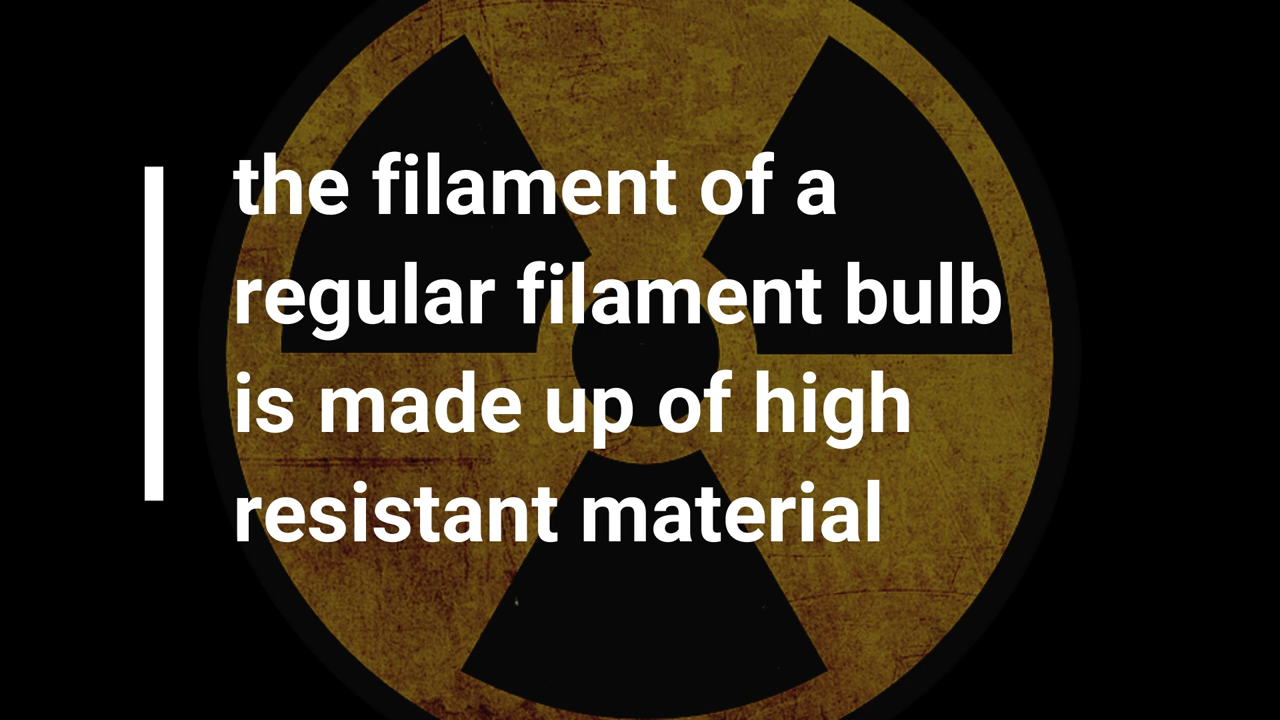 the filament of a
regular filament bulb
is made up of high
resistant material